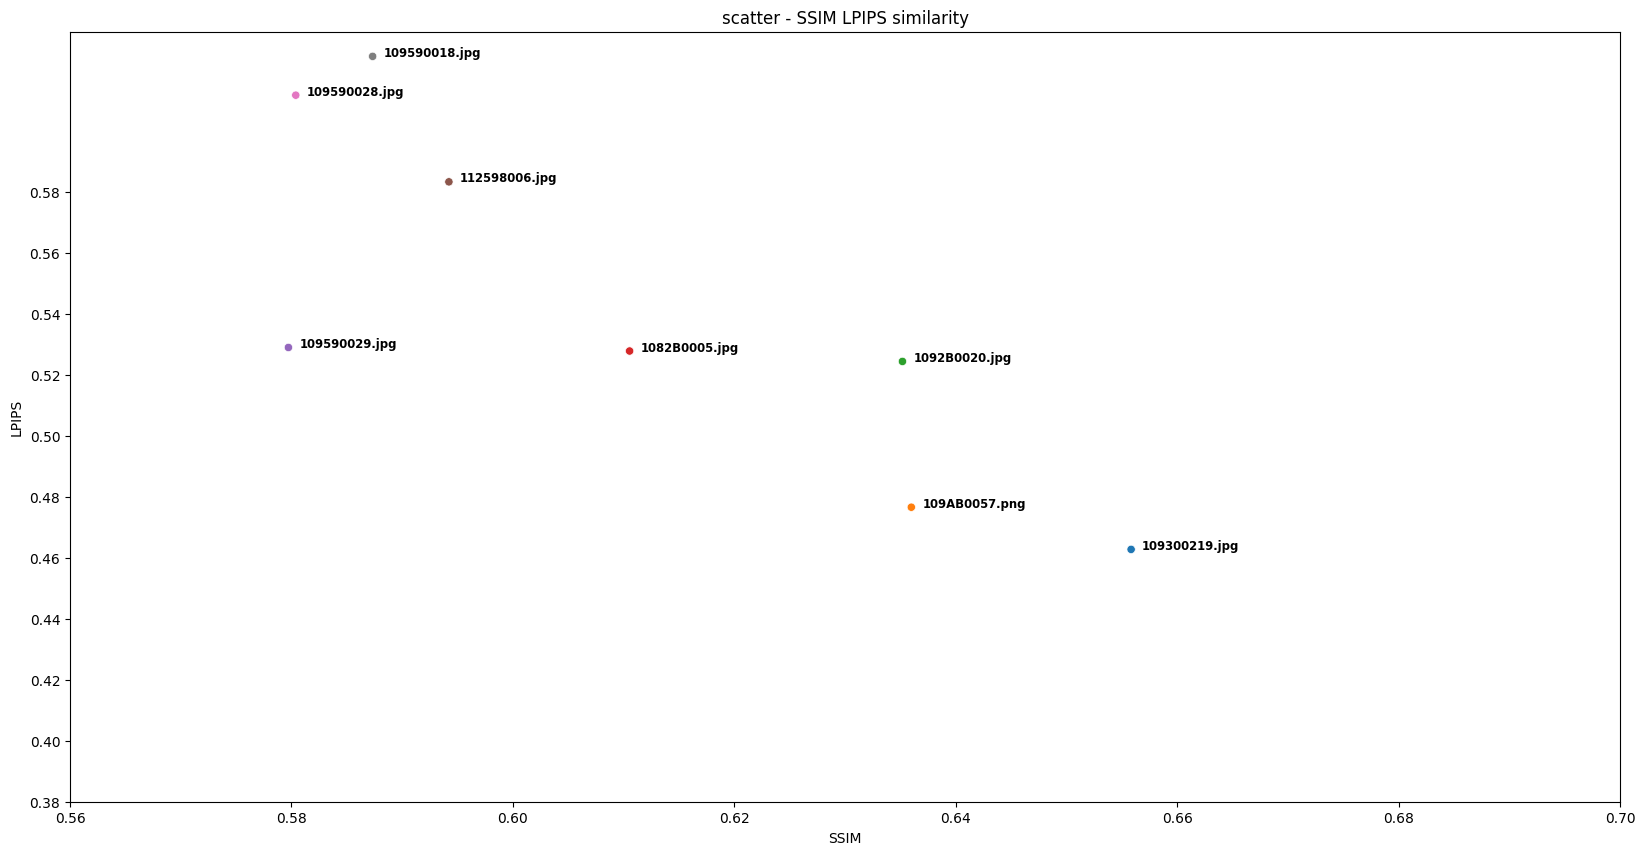 scatter - SSIM LPIPS similarity
109590018.jpg
109590028.jpg
112598006.jpg
109590029.jpg
1082B0005.jpg
1092B0020.jpg
109AB0057.png
109300219.jpg
LPIPS
0.58
0.56
0.54
0.52
0.50
0.48
0.46
0.44
0.42
0.40
0.38
0.56
0.58
0.60
0.62
0.64
0.66
0.68
0.70
SSIM